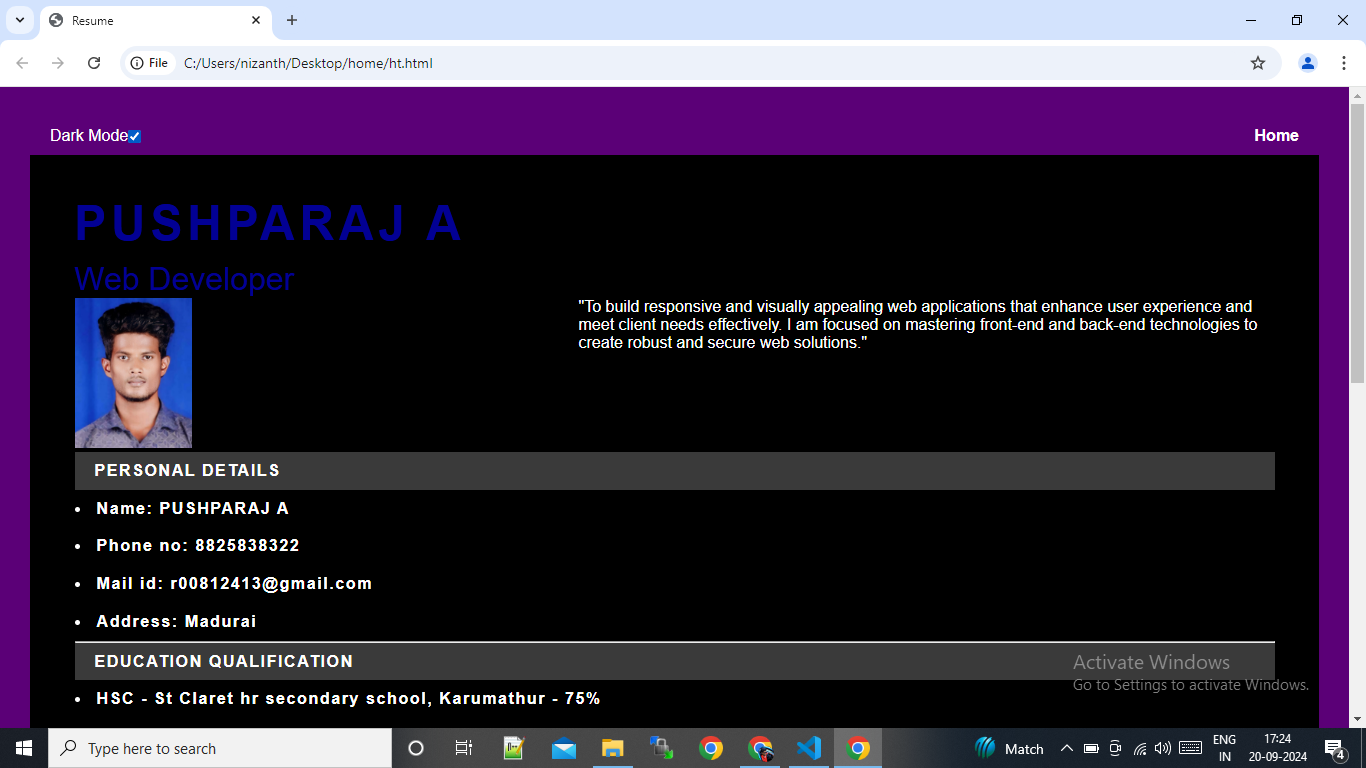 Resume
File
C:/Users/nizanth/Desktop/home/ht.html
Dark Mode
Home
PUSHPARAJ A
Web Developer
"To build responsive and visually appealing web applications that enhance user experience and
meet client needs effectively. I am focused on mastering front-end and back-end technologies to
create robust and secure web solutions."
PERSONAL DETAILS
• Name: PUSHPARAJ A
• Phone no: 8825838322
• Mail id: r00812413@gmail.com
• Address: Madurai
EDUCATION QUALIFICATION
• HSC - St Claret hr secondary school, Karumathur - 75%
Activate Windows
Go to Settings to activate Windows.
Type here to search
Match
ENG
IN
17:24
20-09-2024
4